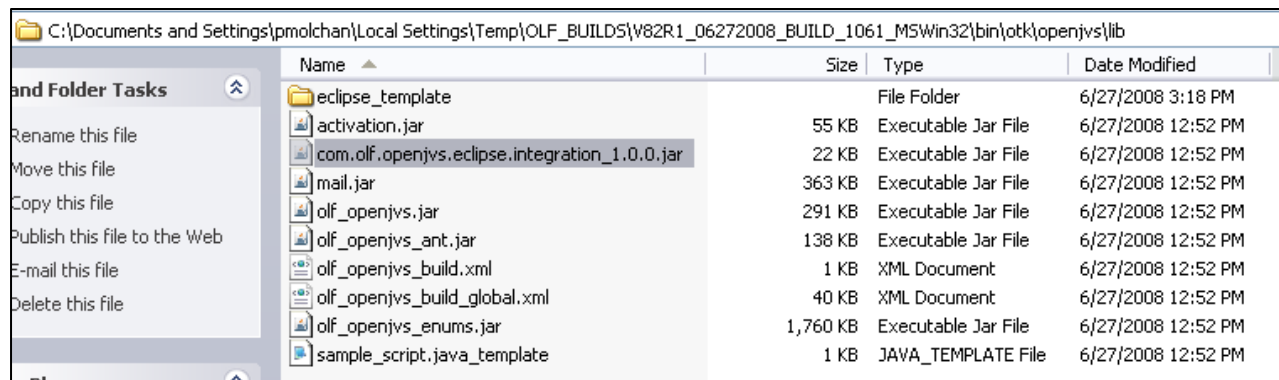 C:\Documents and Settings\pmolchan\Local Settings\Temp\OLF_BUILDS\V82R1_06272008_BUILD_1061_MSWin32\bin\otk\openjvs\lib
and Folder Tasks
Rename this file
Move this file
Copy this file
Publish this file to the Web
E-mail this file
Delete this file
Name Size Type Date Modified
eclipse_template File Folder 6/27/2008 3:18 PM
activation.jar 55 KB Executable Jar File 6/27/2008 12:52 PM
com.olf.openjvs.eclipse.integration_1.0.0.jar 22 KB Executable Jar File 6/27/2008 12:52 PM
mail.jar 363 KB Executable Jar File 6/27/2008 12:52 PM
olf_openjvs.jar 291 KB Executable Jar File 6/27/2008 12:52 PM
olf_openjvs_ant.jar 138 KB Executable Jar File 6/27/2008 12:52 PM
olf_openjvs_build.xml 1 KB XML Document 6/27/2008 12:52 PM
olf_openjvs_build_global.xml 40 KB XML Document 6/27/2008 12:52 PM
olf_openjvs_enums.jar 1,760 KB Executable Jar File 6/27/2008 12:52 PM
sample_script.java_template 1 KB JAVA_TEMPLATE File 6/27/2008 12:52 PM